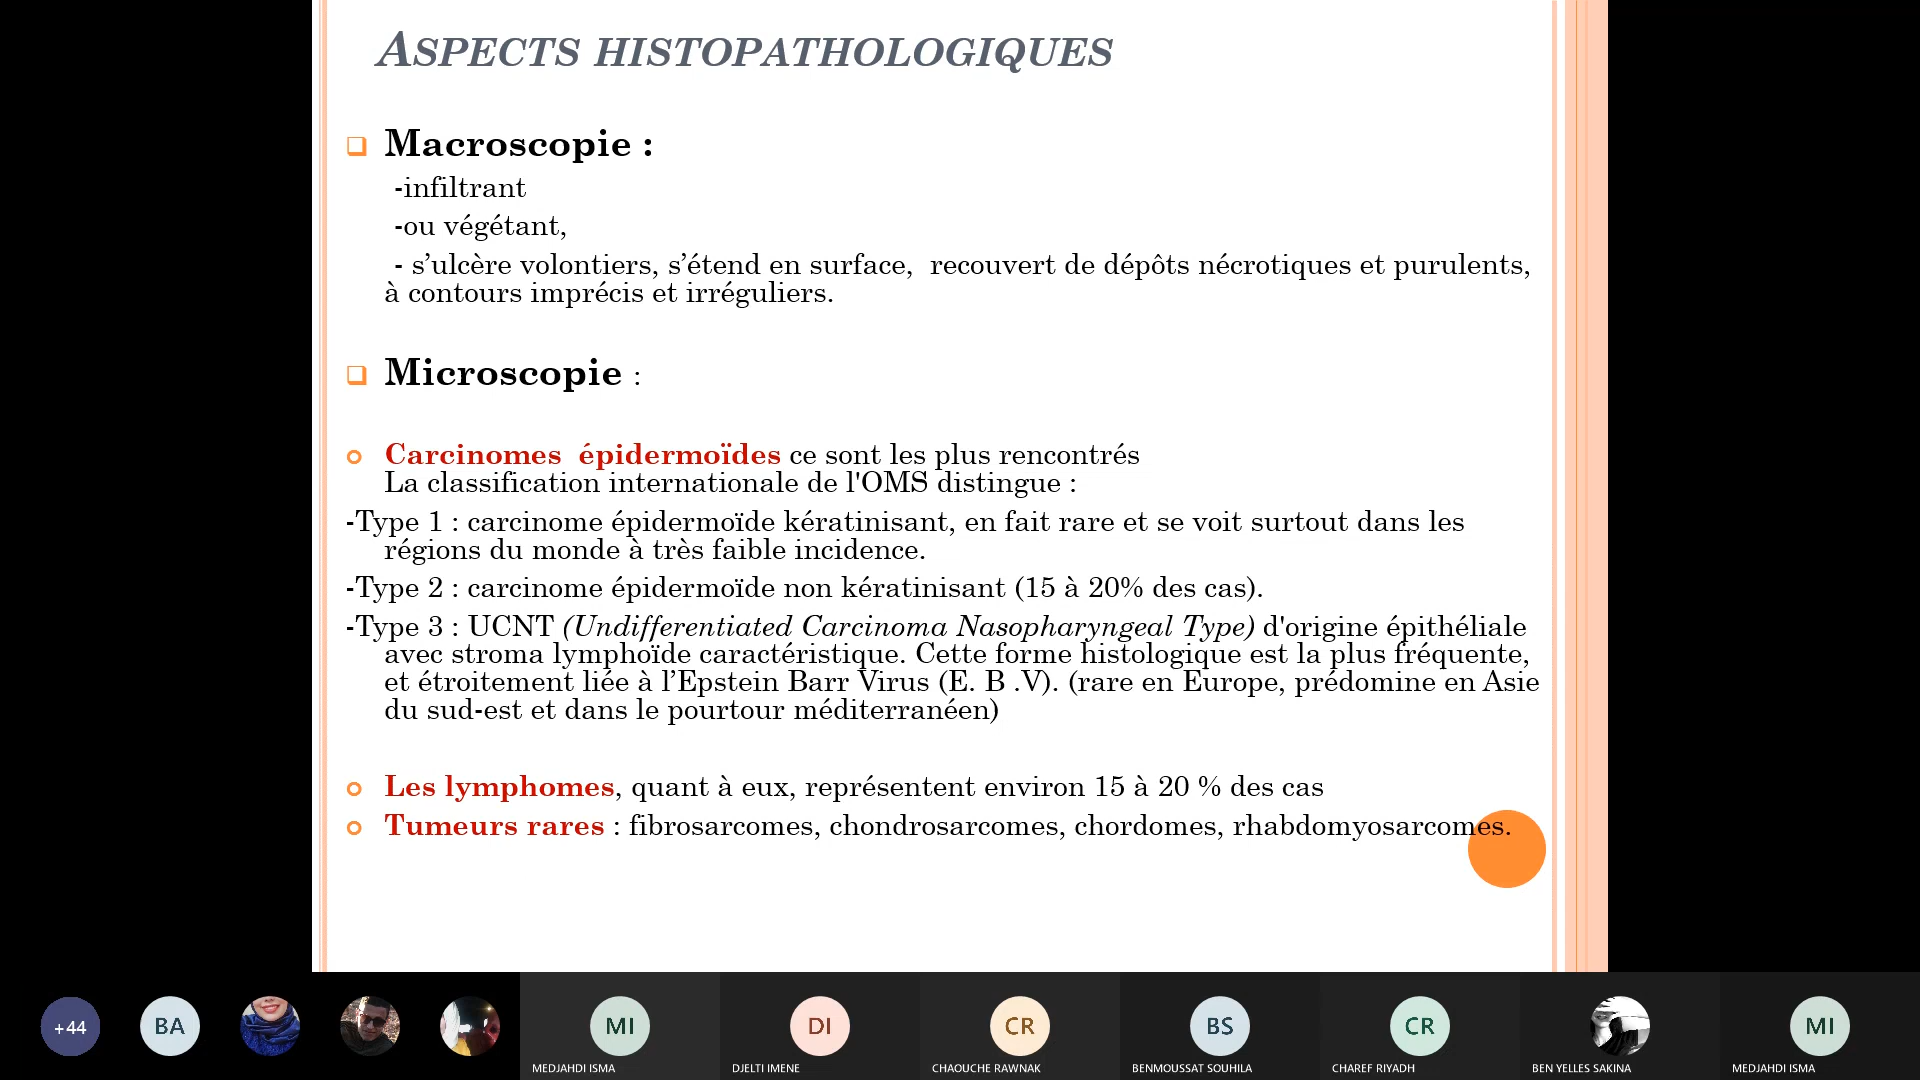 ASPECTS HISTOPATHOLOGIQUES
Macroscopie :
-infiltrant
-ou végétant,
- s’ulcère volontiers, s’étend en surface, recouvert de dépôts nécrotiques et purulents,
à contours imprécis et irréguliers.
Microscopie :
Carcinomes épidermoïdes ce sont les plus rencontrés
La classification internationale de l'OMS distingue :
-Type 1 : carcinome épidermoïde kératinisant, en fait rare et se voit surtout dans les
régions du monde à très faible incidence.
-Type 2 : carcinome épidermoïde non kératinisant (15 à 20% des cas).
-Type 3 : UCNT (Undifferentiated Carcinoma Nasopharyngeal Type) d'origine épithéliale
avec stroma lymphoïde caractéristique. Cette forme histologique est la plus fréquente,
et étroitement liée à l’Epstein Barr Virus (E. B .V). (rare en Europe, prédomine en Asie
du sud-est et dans le pourtour méditerranéen)
Les lymphomes, quant à eux, représentent environ 15 à 20 % des cas
Tumeurs rares : fibrosarcomes, chondrosarcomes, chordomes, rhabdomyosarcomes.
+44 BA MI DI CR BS CR MI
MEDJAHDI ISMA DJELTI IMENE CHAOUCHE RAWNAK BENMOUSSAT SOUHILA CHAREF RIYADH BEN YELLES SAKINA MEDJAHDI ISMA